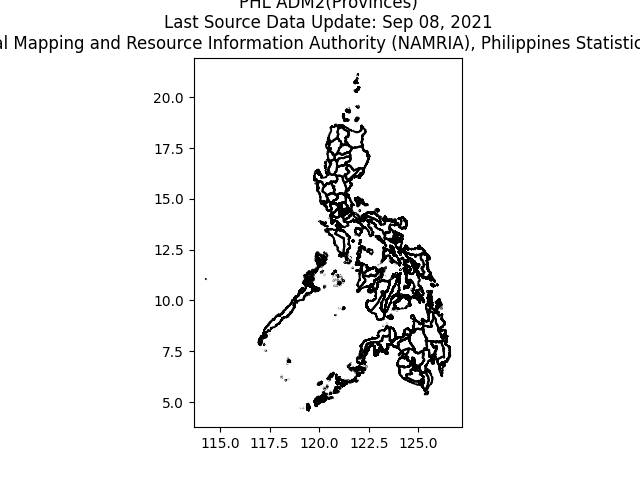 PHL ADM2(Provinces)
Last Source Data Update: Sep 08, 2021
al Mapping and Resource Information Authority (NAMRIA), Philippines Statistic
20.0
17.5
15.0
12.5
10.0
7.5
5.0
115.0 117.5 120.0 122.5 125.0